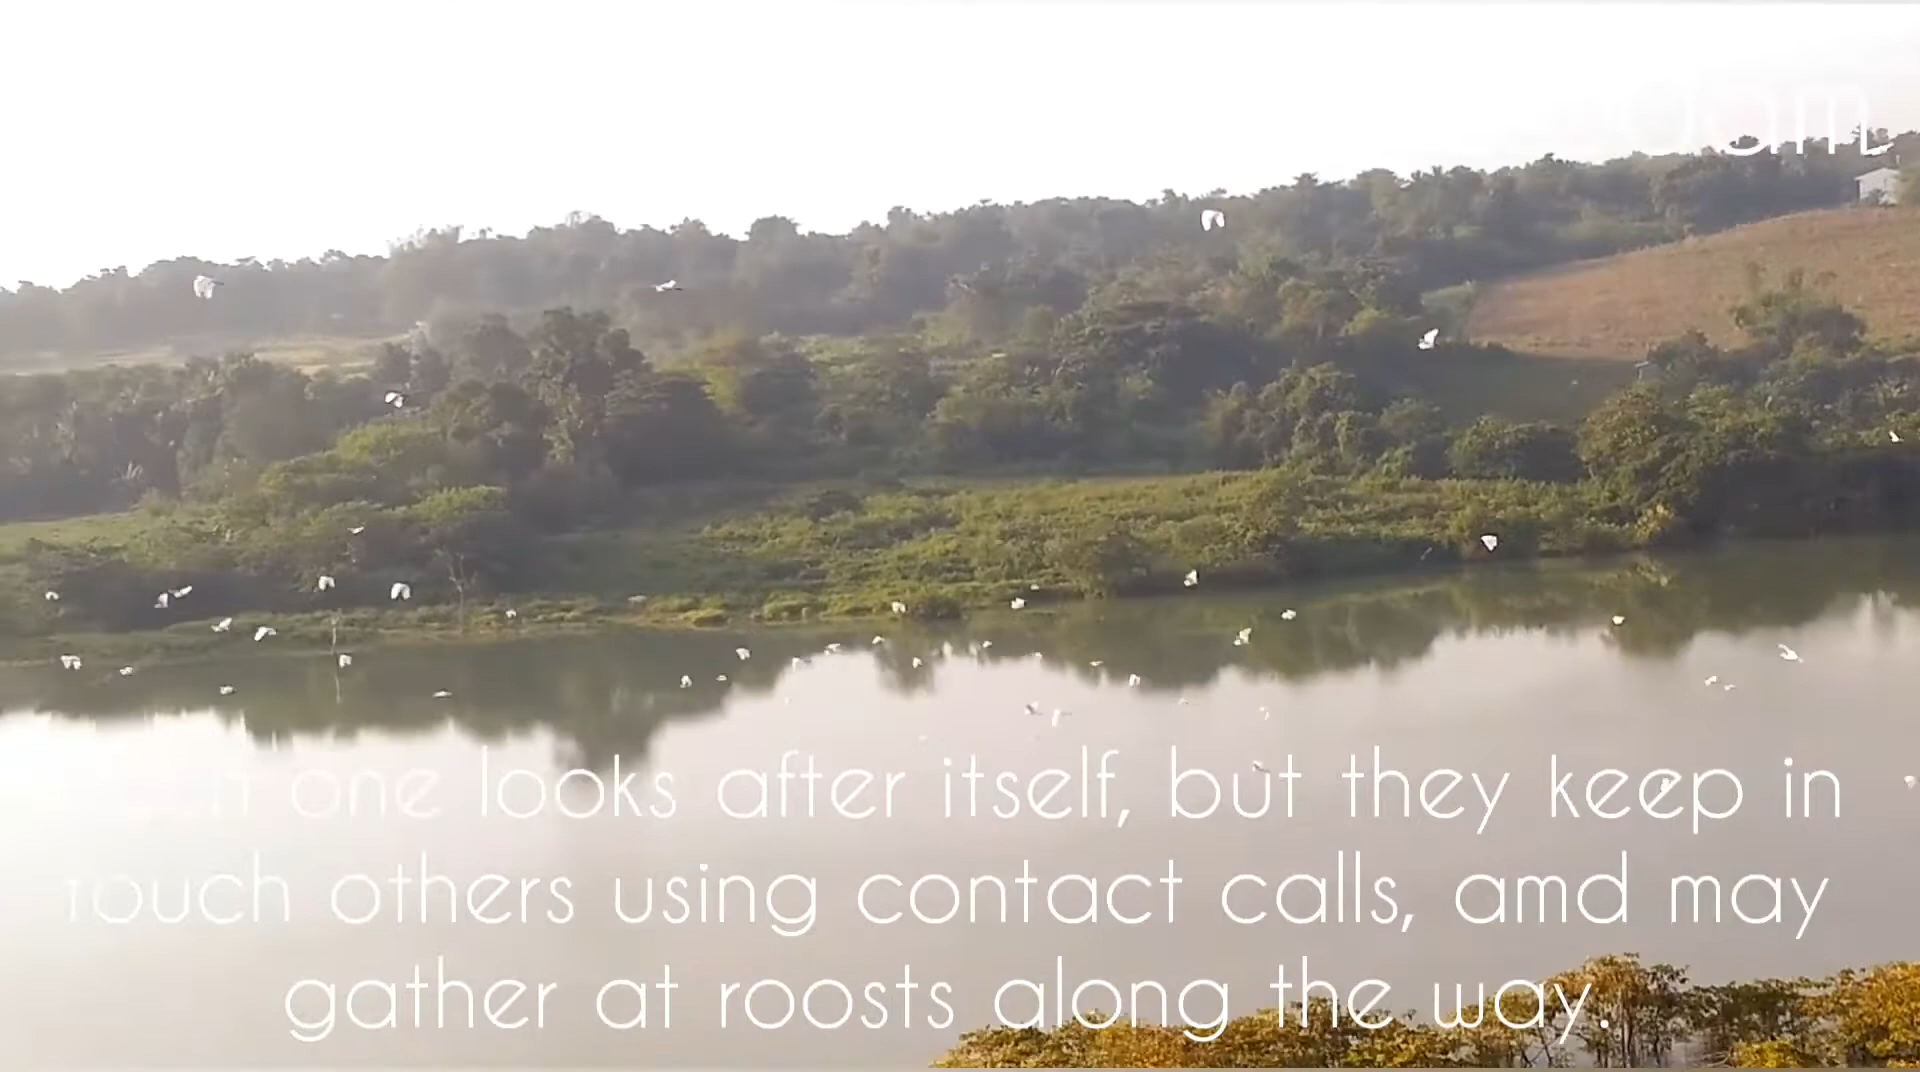 one looks after itself, but they keep in
touch others using contact calls, amd may
gather at roosts along the way.